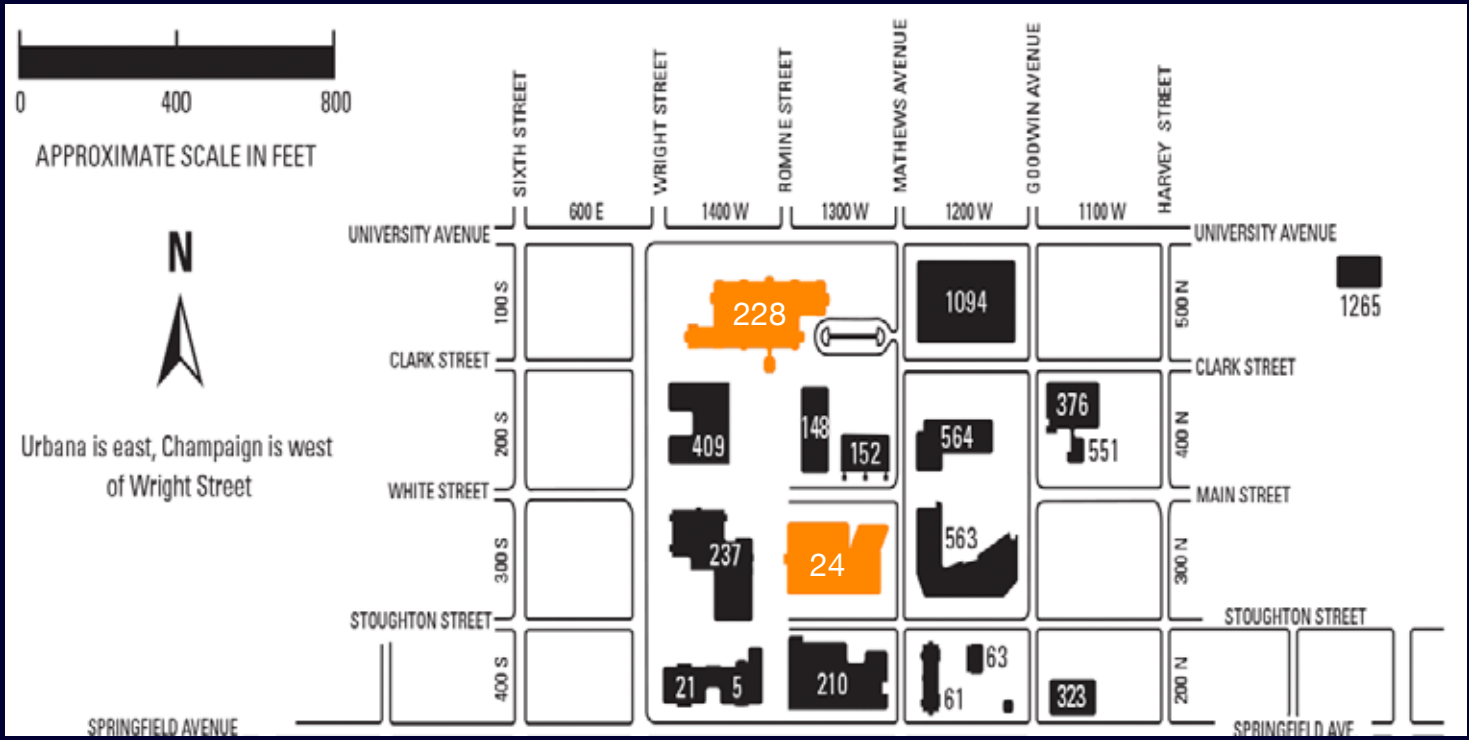 0 400 800
APPROXIMATE SCALE IN FEET
N
Urbana is east, Champaign is west
of Wright Street
SIXTH STREET
WRIGHT STREET
ROMINE STREET
MATHEWS AVENUE
GOODWIN AVENUE
HARVEY STREET
600 E
1400 W
1300 W
1200 W
1100 W
UNIVERSITY AVENUE
UNIVERSITY AVENUE
100 S
228
1094
500 N
1265
CLARK STREET
CLARK STREET
200 S
409
148
152
564
376
551
400 N
WHITE STREET
MAIN STREET
300 S
237
24
563
300 N
STOUGHTON STREET
STOUGHTON STREET
400 S
21
5
210
61
63
323
200 N
SPRINGFIELD AVENUE
SPRINGFIELD AVE